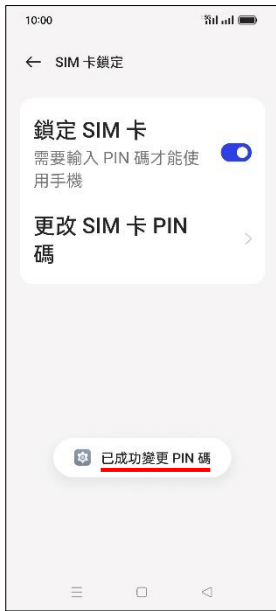 10:00
← SIM 卡鎖定
鎖定 SIM 卡
需要輸入 PIN 碼才能使
用手機
更改 SIM 卡 PIN
碼
已成功變更 PIN 碼